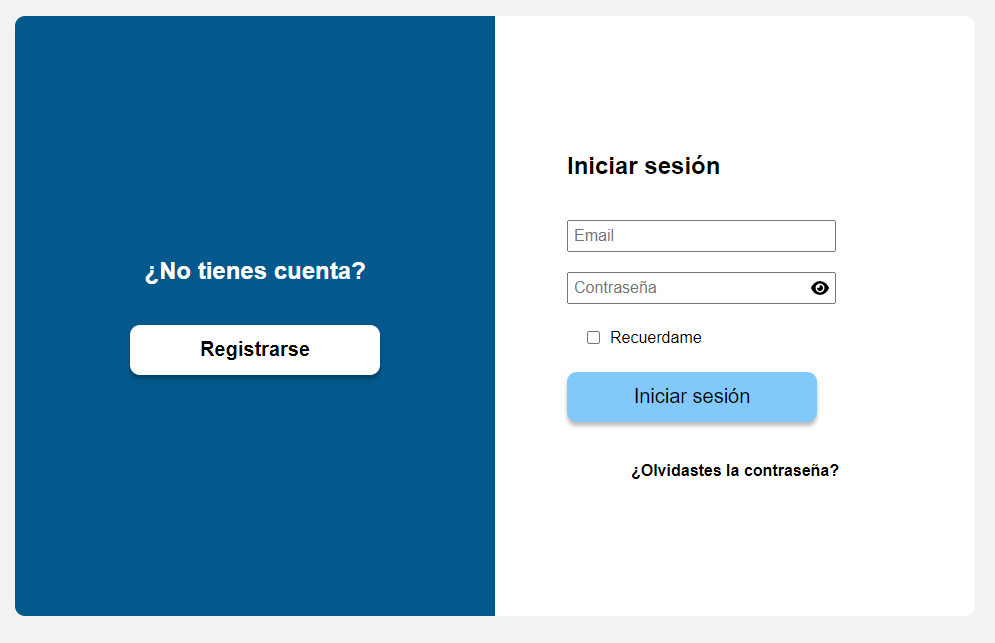 ¿No tienes cuenta?
Registrarse
Iniciar sesión
Email
Contraseña
Recuerdame
Iniciar sesión
¿Olvidastes la contraseña?